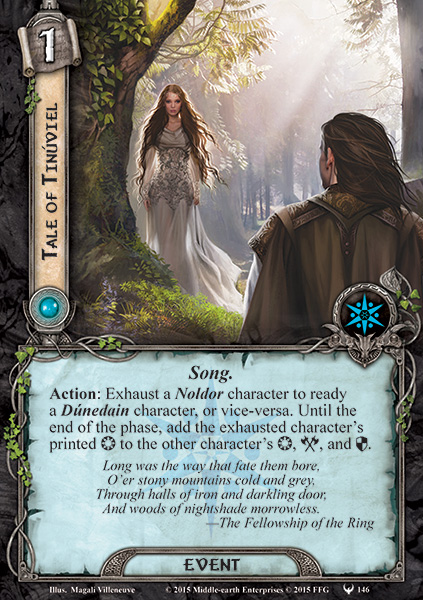 1
TALE OF TINÚVIEL
Song.
Action: Exhaust a Noldor character to ready
a Dúnedain character, or vice-versa. Until the
end of the phase, add the exhausted character's
printed to the other character's , , and .
Long was the way that fate them bore,
O'er stony mountains cold and grey,
Through halls of iron and darkling door,
And woods of nightshade morrowless.
—The Fellowship of the Ring
EVENT
Illus. Magali Villeneuve © 2015 Middle-earth Enterprises © 2015 FFG 146